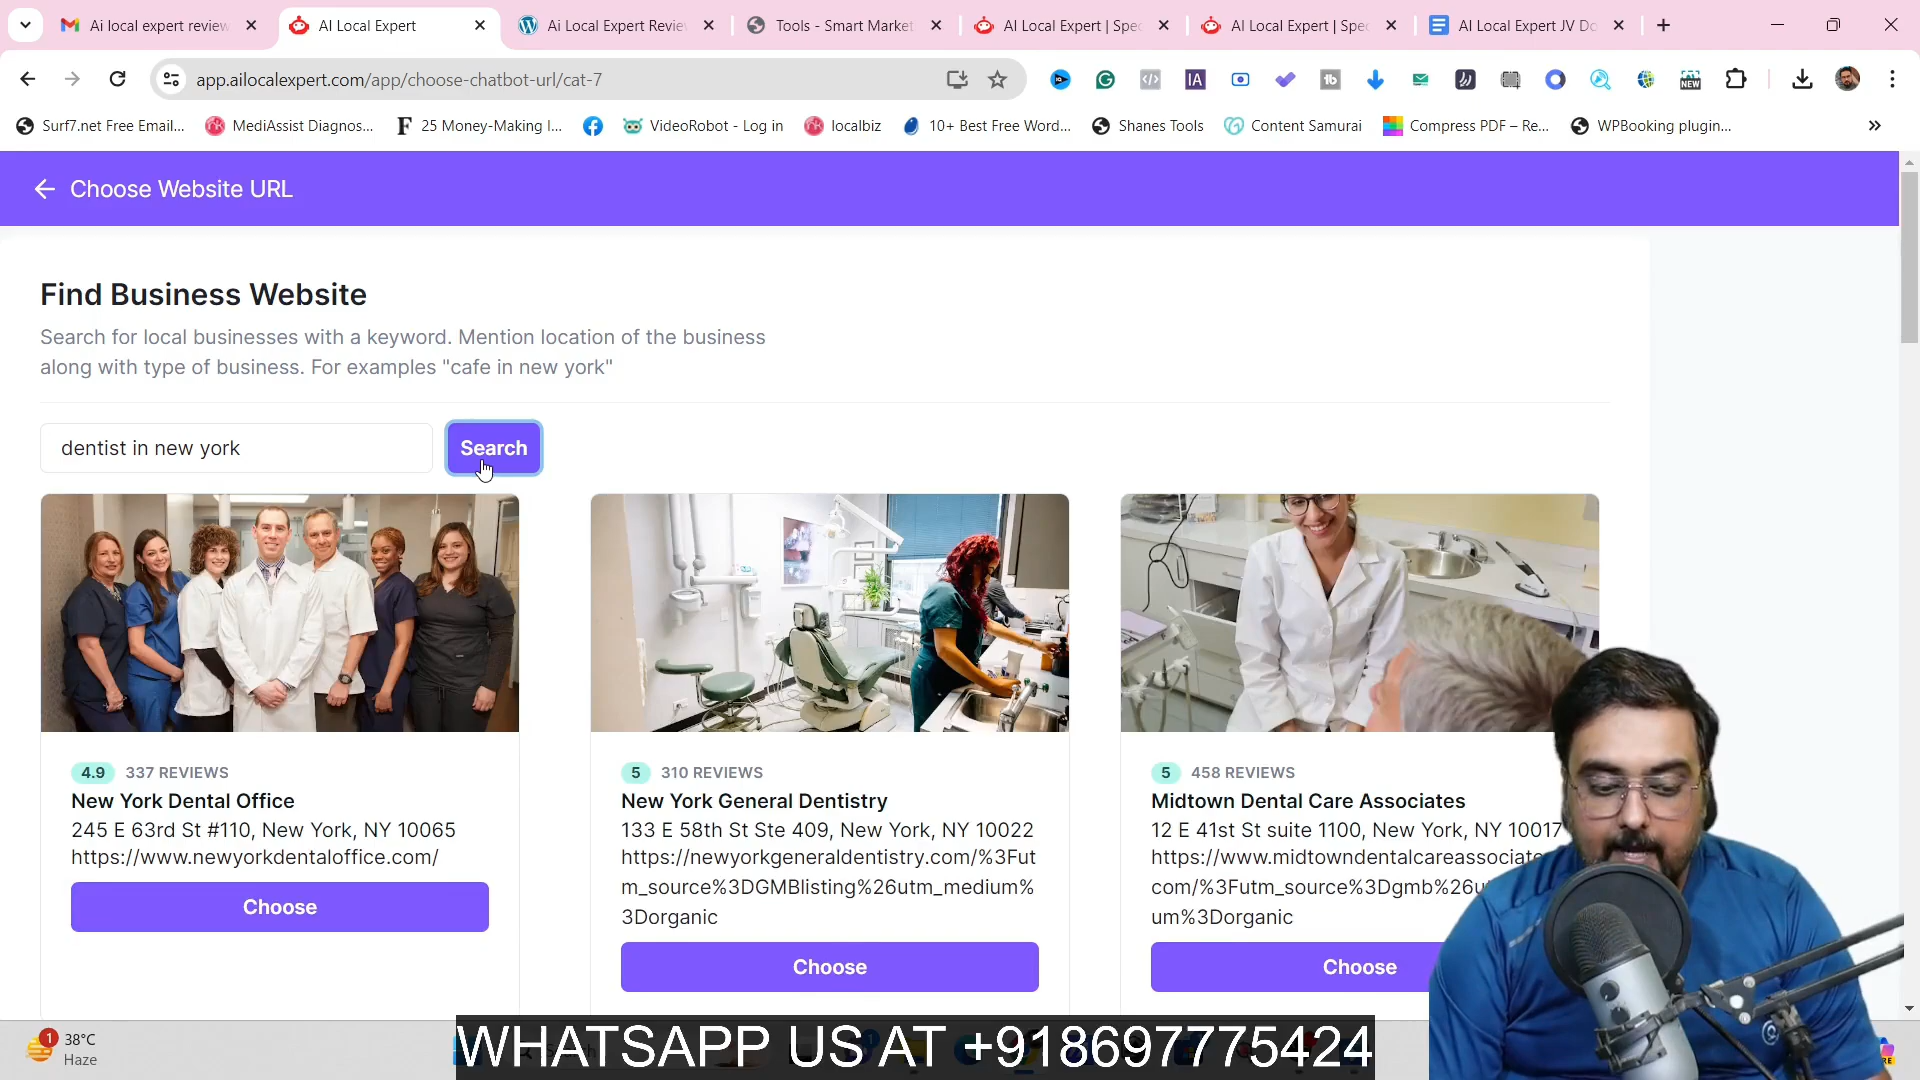 Ai local expert review
AI Local Expert
Ai Local Expert Revie
Tools - Smart Market
AI Local Expert | Spec
AI Local Expert | Spec
AI Local Expert JV Do
app.ailocalexpert.com/app/choose-chatbot-url/cat-7
Surf7.net Free Email...
MediAssist Diagnos...
25 Money-Making I...
VideoRobot - Log in
localbiz
10+ Best Free Word...
Shanes Tools
Content Samurai
Compress PDF – Re...
WPBooking plugin...
Choose Website URL
Find Business Website
Search for local businesses with a keyword. Mention location of the business
along with type of business. For examples "cafe in new york"
dentist in new york
Search
4.9 337 REVIEWS
New York Dental Office
245 E 63rd St #110, New York, NY 10065
https://www.newyorkdentaloffice.com/
Choose
5 310 REVIEWS
New York General Dentistry
133 E 58th St Ste 409, New York, NY 10022
https://newyorkgeneraldentistry.com/%3Fut
m_source%3DGMBlisting%26utm_medium%
3Dorganic
Choose
5 458 REVIEWS
Midtown Dental Care Associates
12 E 41st St suite 1100, New York, NY 10017
https://www.midtowndentalcareassociate
com/%3Futm_source%3Dgmb%26u
um%3Dorganic
Choose
1
38°C
Haze
WHATSAPP US AT +918697775424